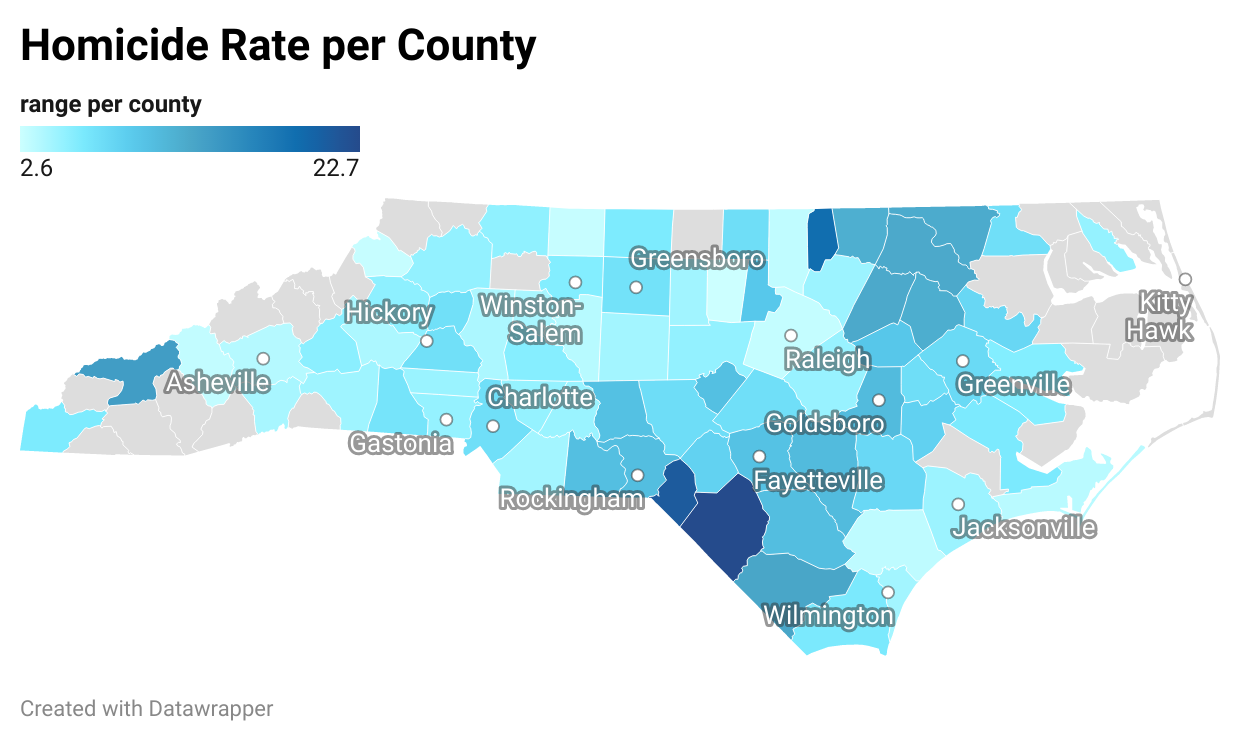 Homicide Rate per County
range per county
2.6 22.7
Greensboro
Kitty
Hawk
Hickory
Winston-
Salem
Raleigh
Asheville
Greenville
Charlotte
Goldsboro
Gastonia
Fayetteville
Rockingham
Jacksonville
Wilmington
Created with Datawrapper